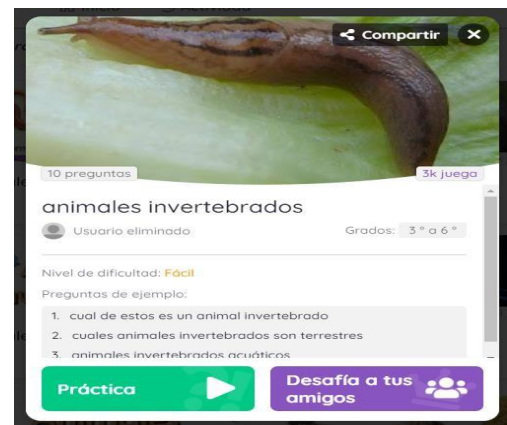 Compartir
10 preguntas
3k juega
animales invertebrados
Usuario eliminado
Grados: 3° a 6°
Nivel de dificultad: Fácil
Preguntas de ejemplo:
1. cual de estos es un animal invertebrado
2. cuales animales invertebrados son terrestres
3. animales invertebrados acuáticos
Práctica
Desafía a tus
amigos